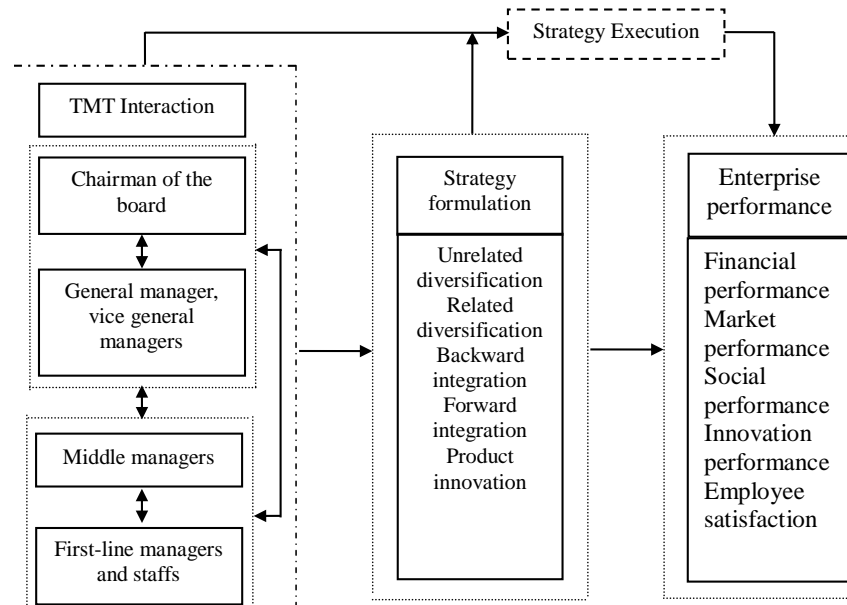 Strategy Execution
TMT Interaction
Chairman of the
board
General manager,
vice general
managers
Middle managers
First-line managers
and staffs
Strategy
formulation
Unrelated
diversification
Related
diversification
Backward
integration
Forward
integration
Product
innovation
Enterprise
performance
Financial
performance
Market
performance
Social
performance
Innovation
performance
Employee
satisfaction